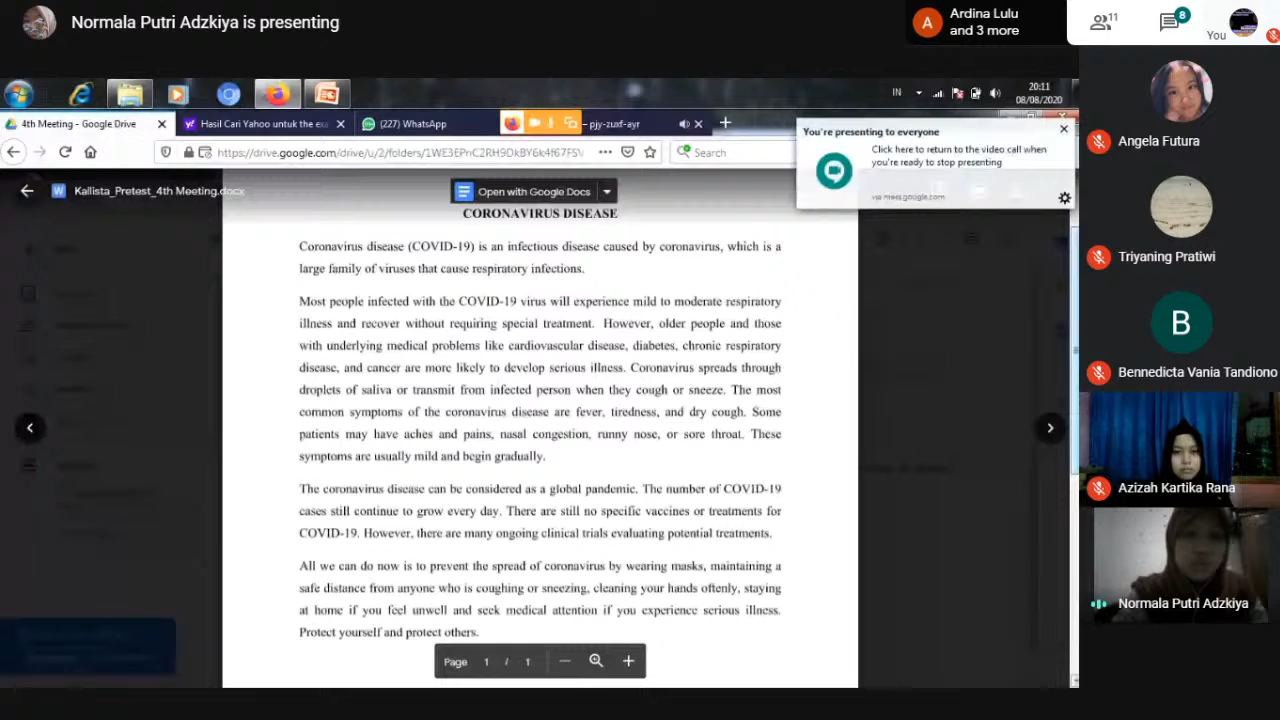 Normala Putri Adzkiya is presenting
A
Ardina Lulu
and 3 more
11
8
You
IN
20:11
08/08/2020
4th Meeting - Google Drive
Hasil Cari Yahoo untuk the exa
(227) WhatsApp
– pjy-zuxf-ayr
https://drive.google.com/drive/u/2/folders/
Search
You're presenting to everyone
Click here to return to the video call when
you're ready to stop presenting
Kallista_Pretest_4th Meeting.docx
Open with Google Docs
CORONAVIRUS DISEASE
Coronavirus disease (COVID-19) is an infectious disease caused by coronavirus, which is a
large family of viruses that cause respiratory infections.
Most people infected with the COVID-19 virus will experience mild to moderate respiratory
illness and recover without requiring special treatment. However, older people and those
with underlying medical problems like cardiovascular disease, diabetes, chronic respiratory
disease, and cancer are more likely to develop serious illness. Coronavirus spreads through
droplets of saliva or transmit from infected person when they cough or sneeze. The most
common symptoms of the coronavirus disease are fever, tiredness, and dry cough. Some
patients may have aches and pains, nasal congestion, runny nose, or sore throat. These
symptoms are usually mild and begin gradually.
The coronavirus disease can be considered as a global pandemic. The number of COVID-19
cases still continue to grow every day. There are still no specific vaccines or treatments for
COVID-19. However, there are many ongoing clinical trials evaluating potential treatments.
All we can do now is to prevent the spread of coronavirus by wearing masks, maintaining a
safe distance from anyone who is coughing or sneezing, cleaning your hands oftenly, staying
at home if you feel unwell and seek medical attention if you experience serious illness.
Protect yourself and protect others.
Page 1 / 1
Angela Futura
Triyaning Pratiwi
B
Bennedicta Vania Tandiono
Azizah Kartika Rana
Normala Putri Adzkiya